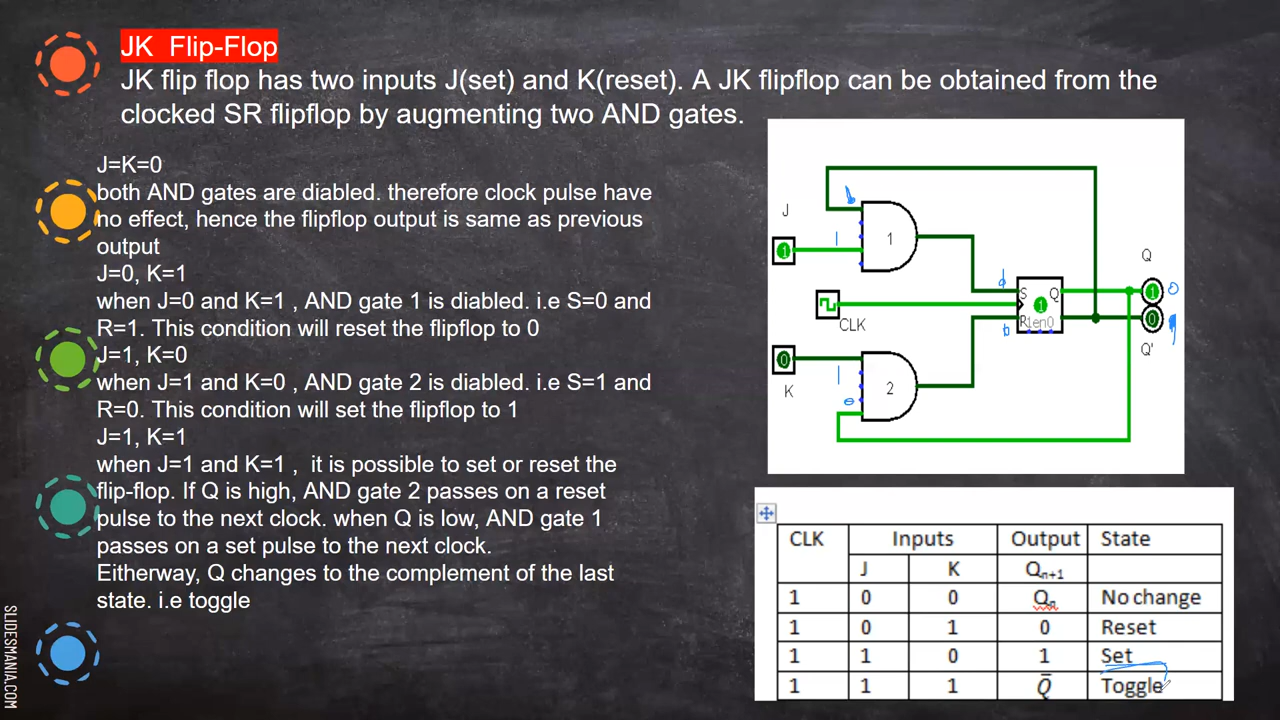 JK Flip-Flop
JK flip flop has two inputs J(set) and K(reset). A JK flipflop can be obtained from the
clocked SR flipflop by augmenting two AND gates.
J=K=0
both AND gates are diabled. therefore clock pulse have
no effect, hence the flipflop output is same as previous
output
J=0, K=1
when J=0 and K=1 , AND gate 1 is diabled. i.e S=0 and
R=1. This condition will reset the flipflop to 0
J=1, K=0
when J=1 and K=0 , AND gate 2 is diabled. i.e S=1 and
R=0. This condition will set the flipflop to 1
J=1, K=1
when J=1 and K=1 , it is possible to set or reset the
flip-flop. If Q is high, AND gate 2 passes on a reset
pulse to the next clock. when Q is low, AND gate 1
passes on a set pulse to the next clock.
Eitherway, Q changes to the complement of the last
state. i.e toggle
J
1
1
1
CLK
K
0
1
0
2
S Q
1
R 1en0
Q
1 0
0
Q'
CLK Inputs Output State
J K Qn+1
1 0 0 Qn No change
1 0 1 0 Reset
1 1 0 1 Set
1 1 1 Q̅ Toggle
SLIDESMANIA.COM